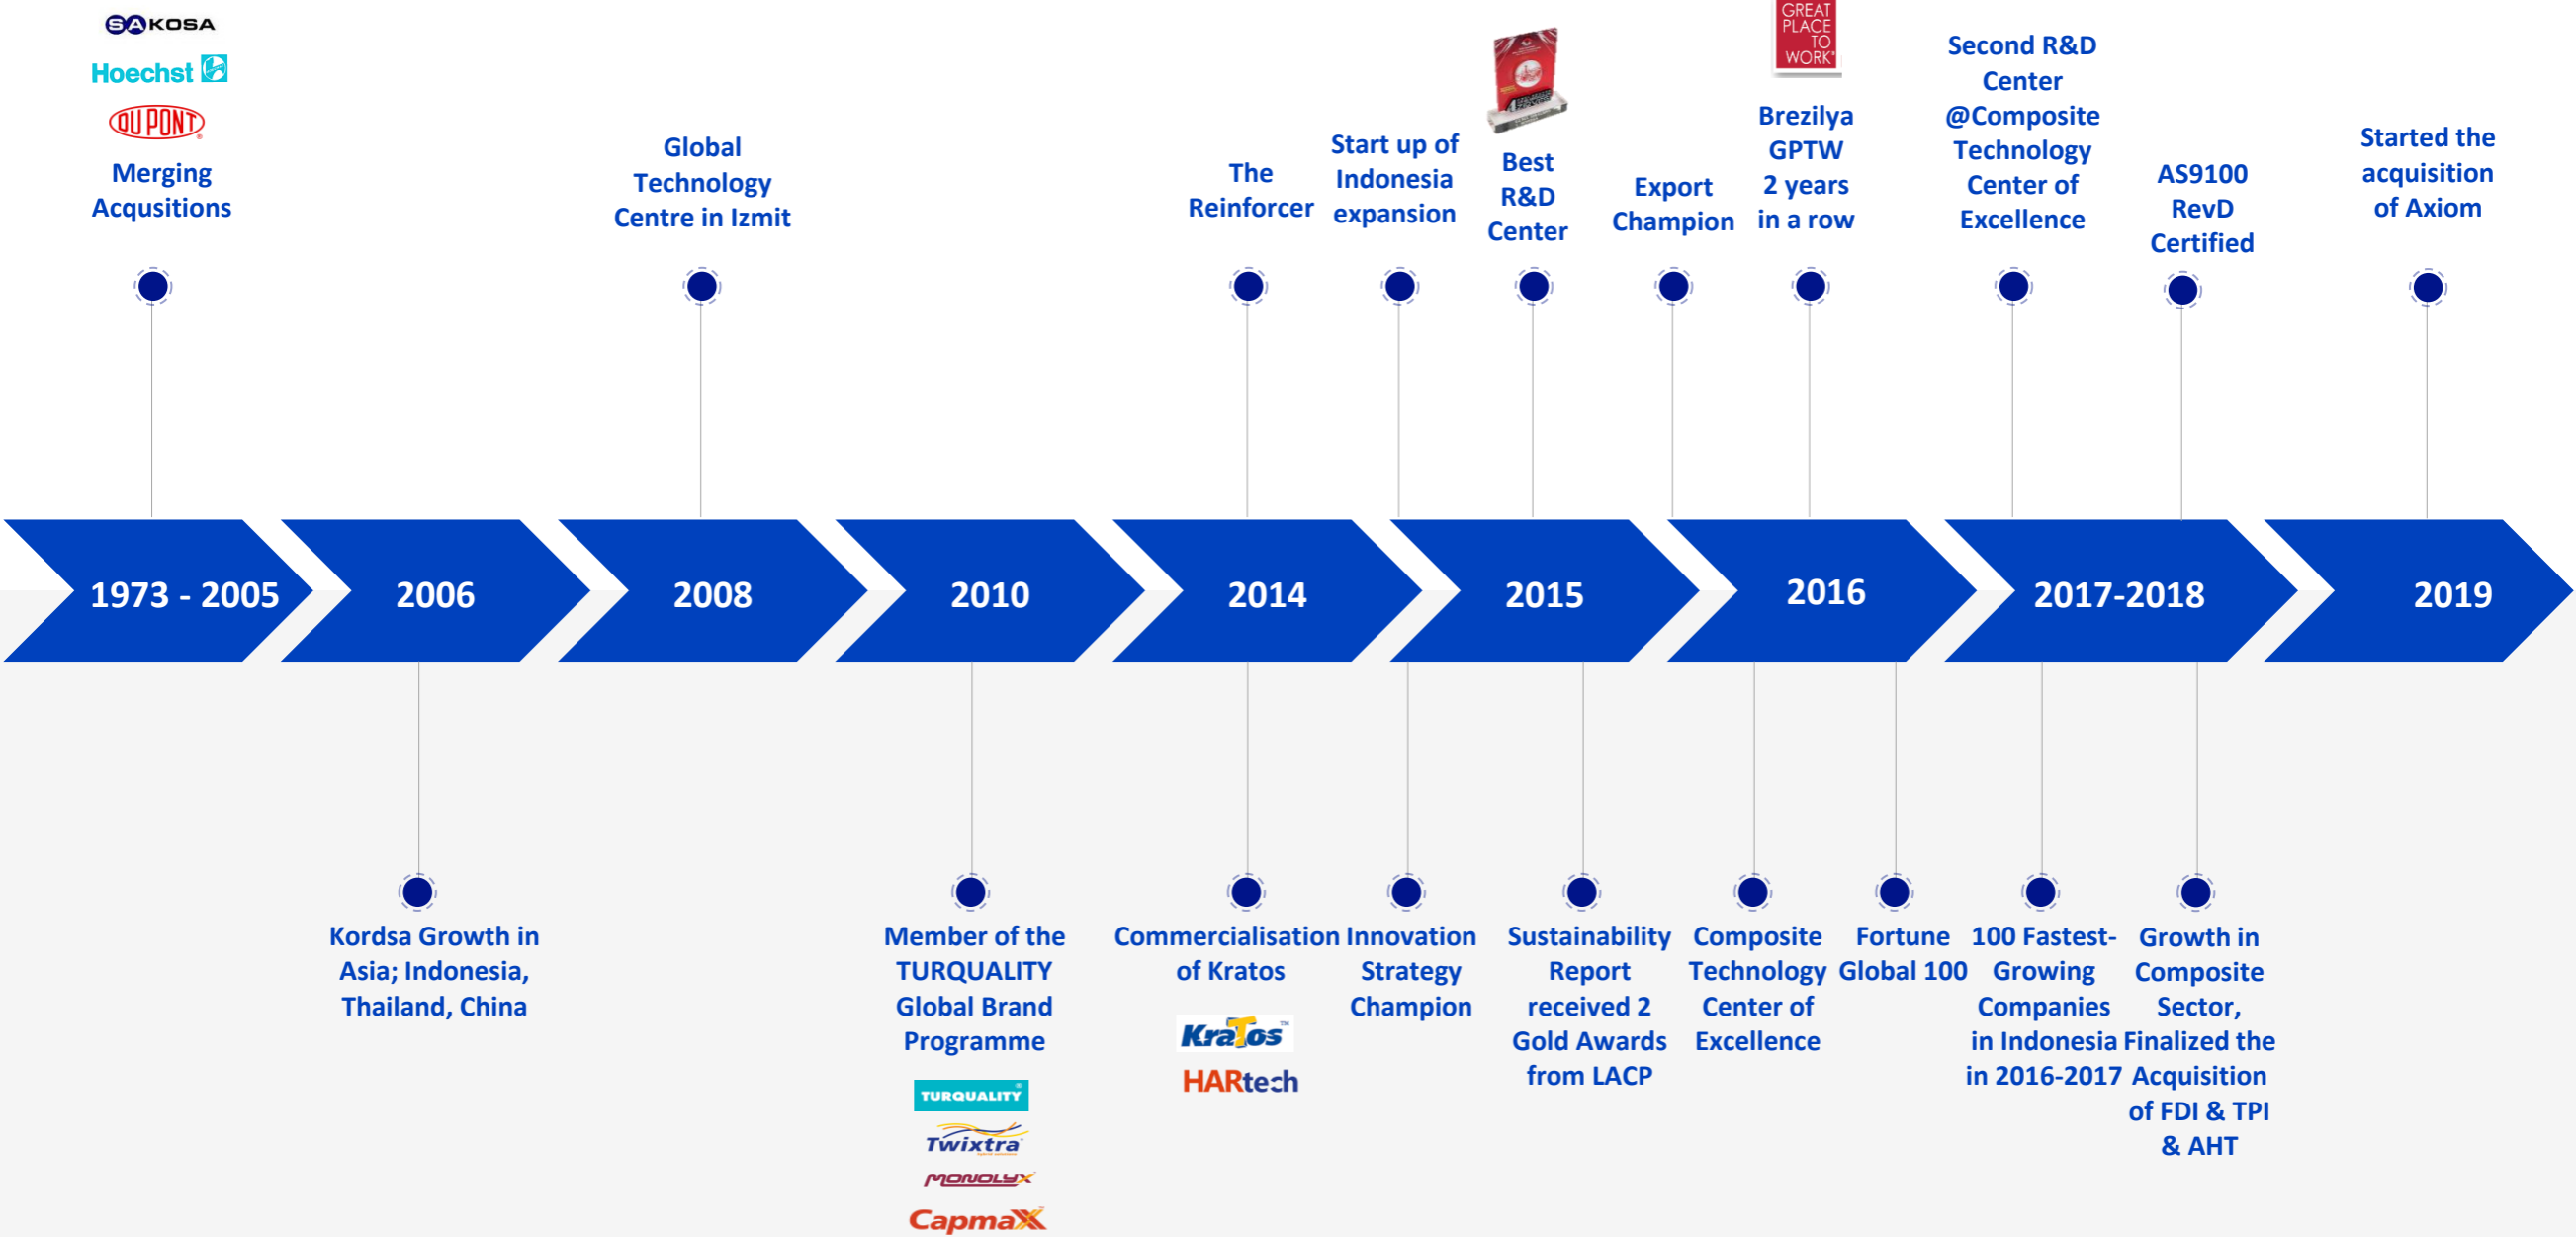 SAKOSA
Hoechst
DU PONT
Merging
Acqusitions
Global
Technology
Centre in Izmit
The
Reinforcer
Start up of
Indonesia
expansion
Best
R&D
Center
Export
Champion
GREAT
PLACE
TO
WORK®
Brezilya
GPTW
2 years
in a row
Second R&D
Center
@Composite
Technology
Center of
Excellence
AS9100
RevD
Certified
Started the
acquisition
of Axiom
1973 - 2005
2006
2008
2010
2014
2015
2016
2017-2018
2019
Kordsa Growth in
Asia; Indonesia,
Thailand, China
Member of the
TURQUALITY
Global Brand
Programme
TURQUALITY®
Twixtra
MONOLYX
CapmaX
Commercialisation
of Kratos
KraTos™
HARtech
Innovation
Strategy
Champion
Sustainability
Report
received 2
Gold Awards
from LACP
Composite
Technology
Center of
Excellence
Fortune
Global 100
100 Fastest-
Growing
Companies
in Indonesia
in 2016-2017
Growth in
Composite
Sector,
Finalized the
Acquisition
of FDI & TPI
& AHT